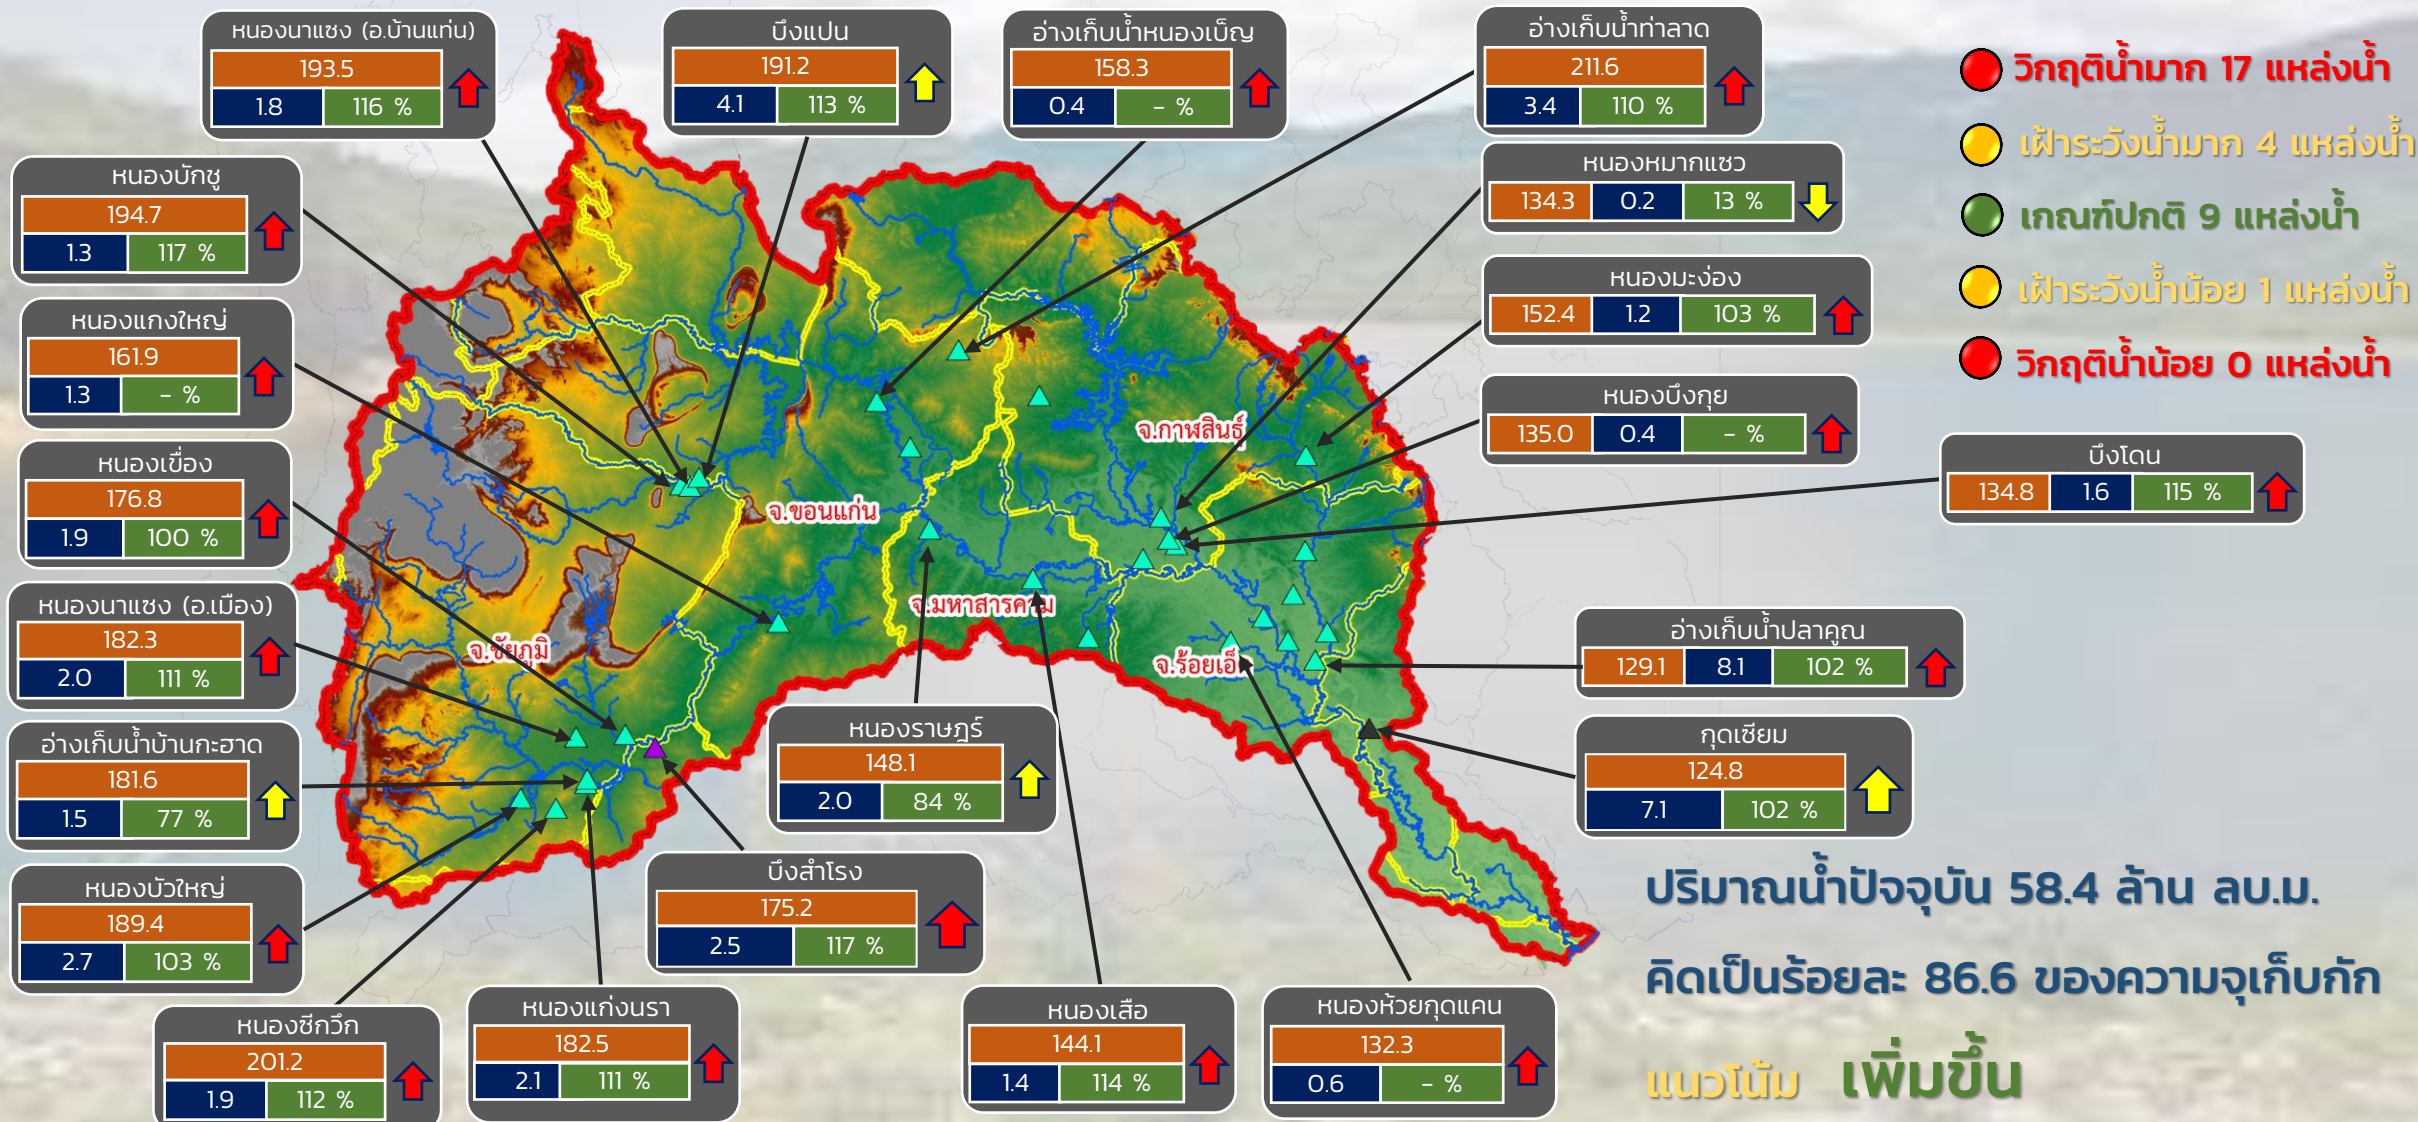 หนองนาแซง (อ.บ้านแท่น)
193.5
1.8 116 %
บึงแปน
191.2
4.1 113 %
อ่างเก็บน้ำหนองเบ็ญ
158.3
0.4 - %
อ่างเก็บน้ำท่าลาด
211.6
3.4 110 %
วิกฤติน้ำมาก 17 แหล่งน้ำ
เฝ้าระวังน้ำมาก 4 แหล่งน้ำ
เกณฑ์ปกติ 9 แหล่งน้ำ
เฝ้าระวังน้ำน้อย 1 แหล่งน้ำ
วิกฤติน้ำน้อย 0 แหล่งน้ำ
หนองบักชู
194.7
1.3 117 %
หนองหมากแซว
134.3 0.2 13 %
หนองมะง่อง
152.4 1.2 103 %
หนองแกงใหญ่
161.9
1.3 - %
หนองบึงกุย
135.0 0.4 - %
บึงโดน
134.8 1.6 115 %
หนองเขื่อง
176.8
1.9 100 %
จ.กาฬสินธุ์
จ.ขอนแก่น
จ.มหาสารคาม
จ.ชัยภูมิ
จ.ร้อยเอ็
หนองนาแซง (อ.เมือง)
182.3
2.0 111 %
อ่างเก็บน้ำปลาคูณ
129.1 8.1 102 %
อ่างเก็บน้ำบ้านกะฮาด
181.6
1.5 77 %
หนองราษฎร์
148.1
2.0 84 %
กุดเซียม
124.8
7.1 102 %
หนองบัวใหญ่
189.4
2.7 103 %
บึงสำโรง
175.2
2.5 117 %
หนองซึกวึก
201.2
1.9 112 %
หนองแก่งนรา
182.5
2.1 111 %
หนองเสือ
144.1
1.4 114 %
หนองห้วยกุดแคน
132.3
0.6 - %
ปริมาณน้ำปัจจุบัน 58.4 ล้าน ลบ.ม.
คิดเป็นร้อยละ 86.6 ของความจุเก็บกัก
แนวโน้ม เพิ่มขึ้น